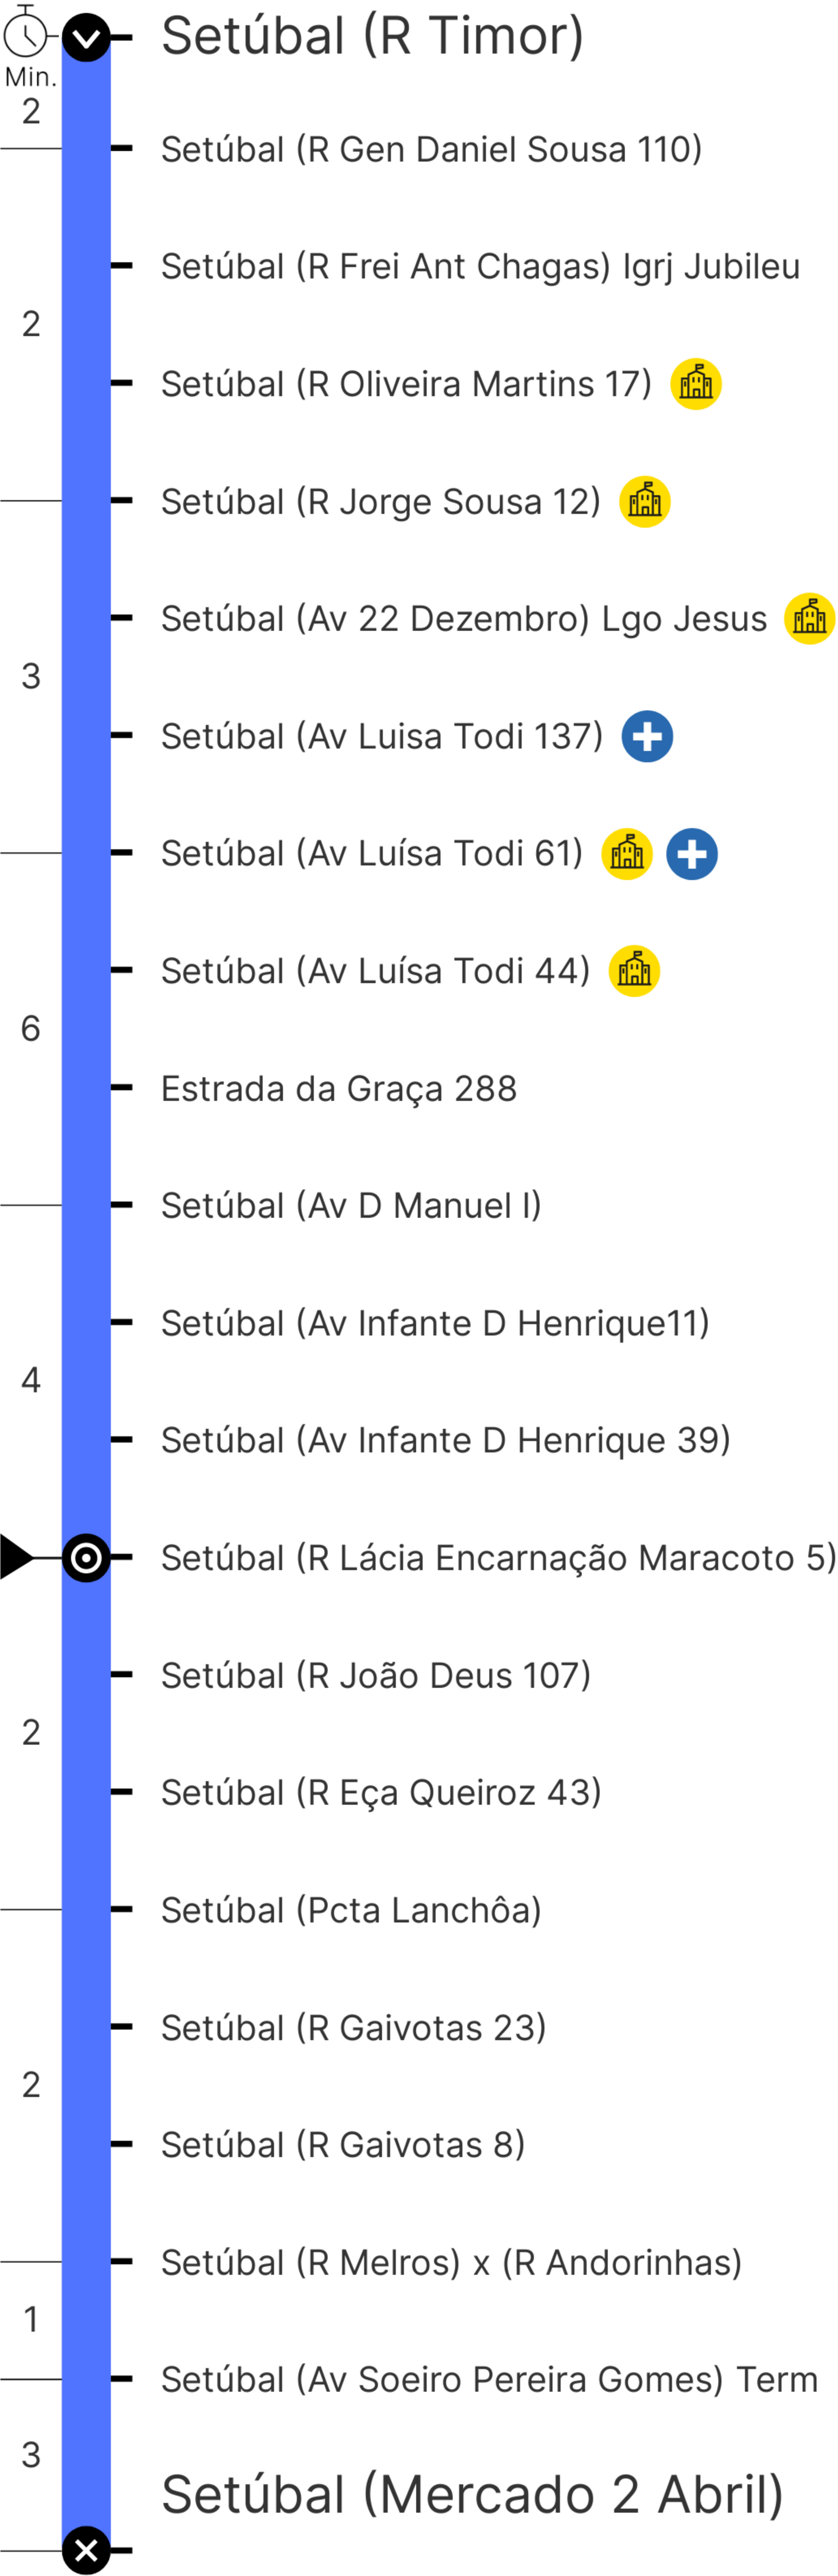 Setúbal (R Timor)
Min.
2
Setúbal (R Gen Daniel Sousa 110)
Setúbal (R Frei Ant Chagas) Igrj Jubileu
2
Setúbal (R Oliveira Martins 17)
Setúbal (R Jorge Sousa 12)
Setúbal (Av 22 Dezembro) Lgo Jesus
3
Setúbal (Av Luisa Todi 137)
Setúbal (Av Luísa Todi 61)
Setúbal (Av Luísa Todi 44)
6
Estrada da Graça 288
Setúbal (Av D Manuel I)
Setúbal (Av Infante D Henrique11)
4
Setúbal (Av Infante D Henrique 39)
Setúbal (R Lácia Encarnação Maracoto 5)
Setúbal (R João Deus 107)
2
Setúbal (R Eça Queiroz 43)
Setúbal (Pcta Lanchôa)
Setúbal (R Gaivotas 23)
2
Setúbal (R Gaivotas 8)
Setúbal (R Melros) x (R Andorinhas)
1
Setúbal (Av Soeiro Pereira Gomes) Term
3
Setúbal (Mercado 2 Abril)